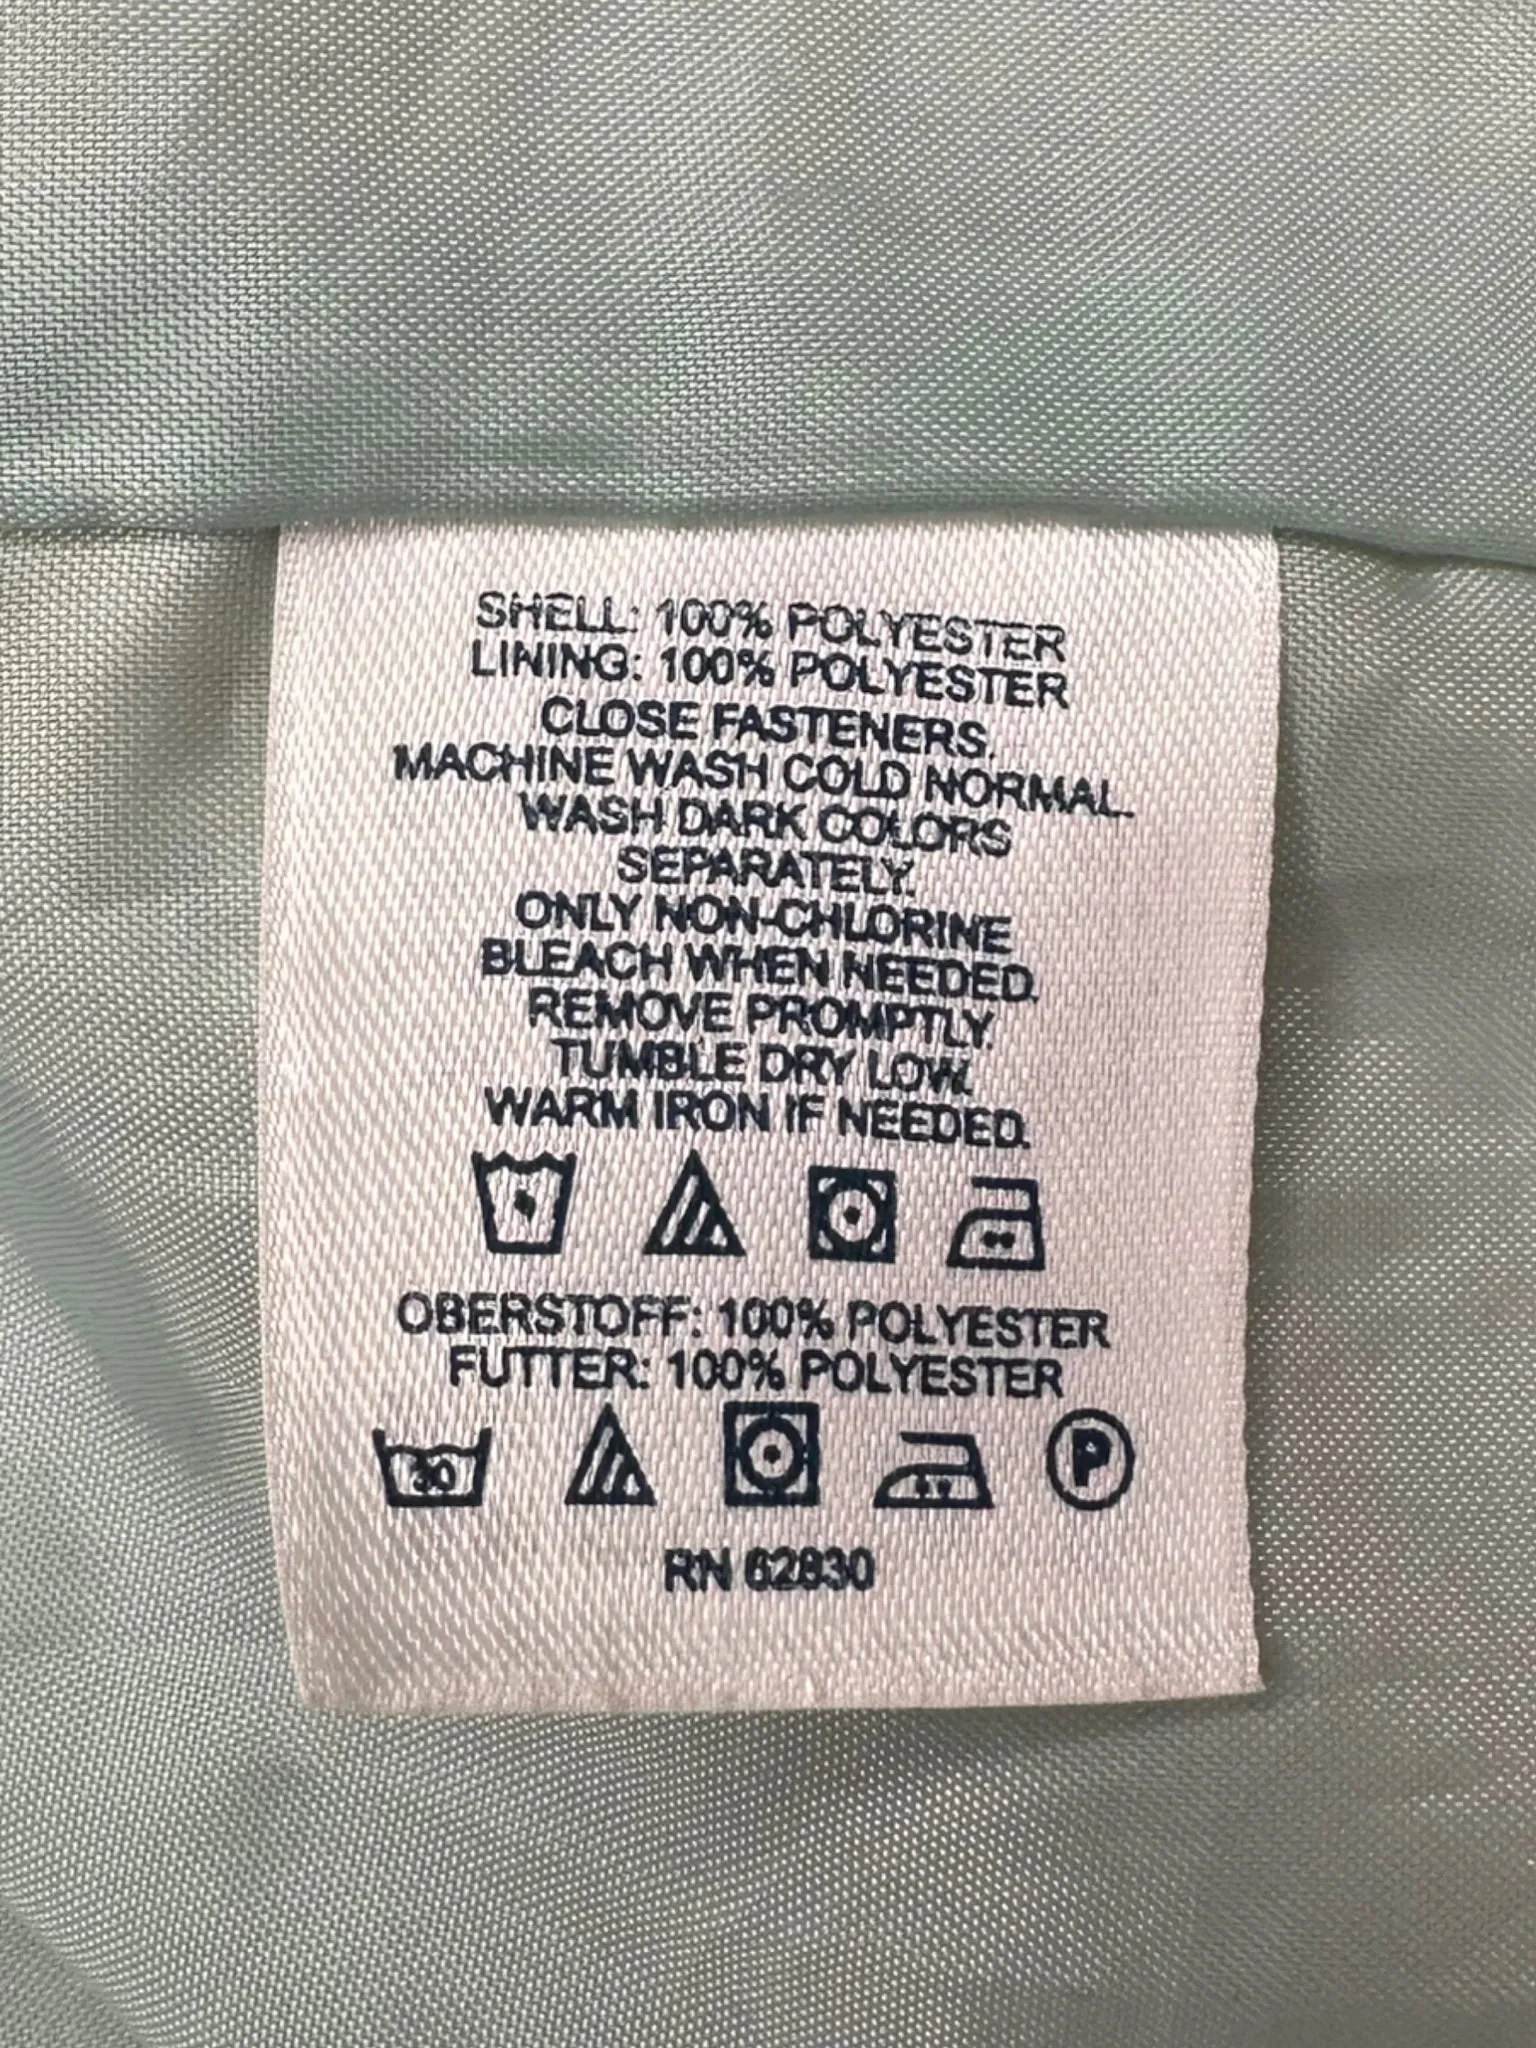 SHELL: 100% POLYESTER
LINING: 100% POLYESTER
CLOSE FASTENERS.
MACHINE WASH COLD NORMAL.
WASH DARK COLORS
SEPARATELY.
ONLY NON-CHLORINE
BLEACH WHEN NEEDED.
REMOVE PROMPTLY.
TUMBLE DRY LOW.
WARM IRON IF NEEDED.
OBERSTOFF: 100% POLYESTER
FUTTER: 100% POLYESTER
30 P
RN 62830